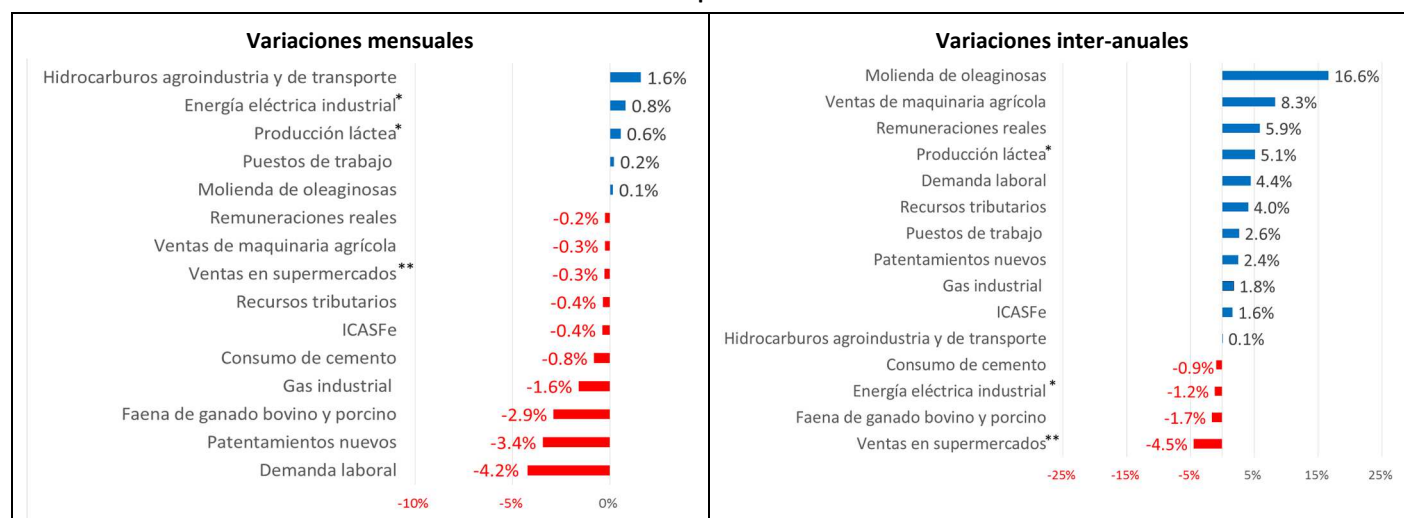 Variaciones mensuales
Hidrocarburos agroindustria y de transporte 1.6%
Energía eléctrica industrial* 0.8%
Producción láctea* 0.6%
Puestos de trabajo 0.2%
Molienda de oleaginosas 0.1%
Remuneraciones reales -0.2%
Ventas de maquinaria agrícola -0.3%
Ventas en supermercados** -0.3%
Recursos tributarios -0.4%
ICASFe -0.4%
Consumo de cemento -0.8%
Gas industrial -1.6%
Faena de ganado bovino y porcino -2.9%
Patentamientos nuevos -3.4%
Demanda laboral -4.2%
-10% -5% 0%
Variaciones inter-anuales
Molienda de oleaginosas 16.6%
Ventas de maquinaria agrícola 8.3%
Remuneraciones reales 5.9%
Producción láctea* 5.1%
Demanda laboral 4.4%
Recursos tributarios 4.0%
Puestos de trabajo 2.6%
Patentamientos nuevos 2.4%
Gas industrial 1.8%
ICASFe 1.6%
Hidrocarburos agroindustria y de transporte 0.1%
Consumo de cemento -0.9%
Energía eléctrica industrial * -1.2%
Faena de ganado bovino y porcino -1.7%
Ventas en supermercados** -4.5%
-25% -15% -5% 5% 15% 25%